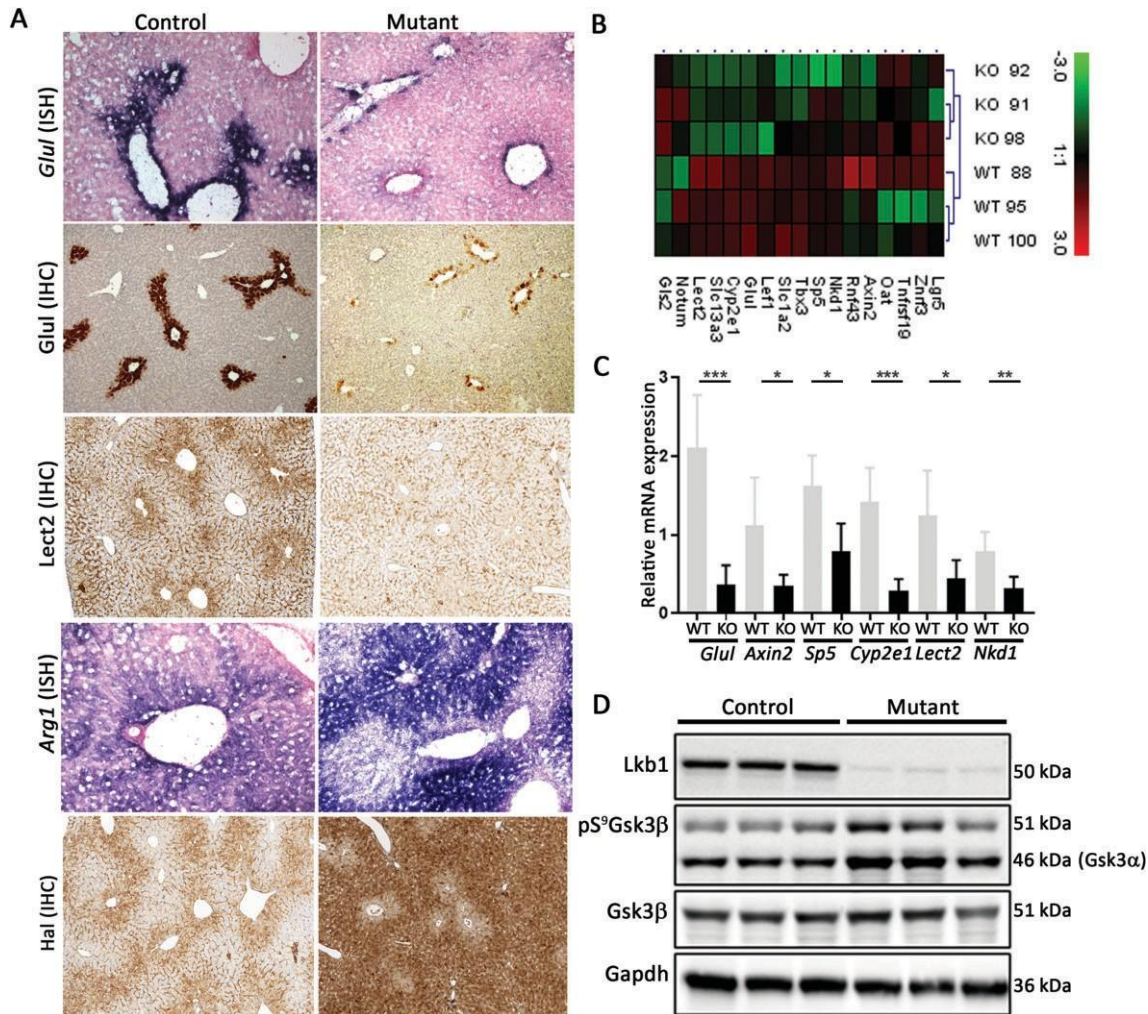 A
Control
Mutant
Glul (ISH)
Glul (IHC)
Lect2 (IHC)
Arg1 (ISH)
Hal (IHC)
B
KO 92
KO 91
KO 98
WT 88
WT 95
WT 100
-3.0
1:1
3.0
Gls2
Notum
Lect2
Slc13a3
Cyp2e1
Glul
Lef1
Slc1a2
Tbx3
Sp5
Nkd1
Rnf43
Axin2
Oat
Tnfrsf19
Znrf3
Lgr5
C
Relative mRNA expression
3
2
1
0
*** * * *** * **
WT KO WT KO WT KO WT KO WT KO WT KO
Glul Axin2 Sp5 Cyp2e1 Lect2 Nkd1
D
Control Mutant
Lkb1 50 kDa
pS⁹Gsk3β 51 kDa
46 kDa (Gsk3α)
Gsk3β 51 kDa
Gapdh 36 kDa